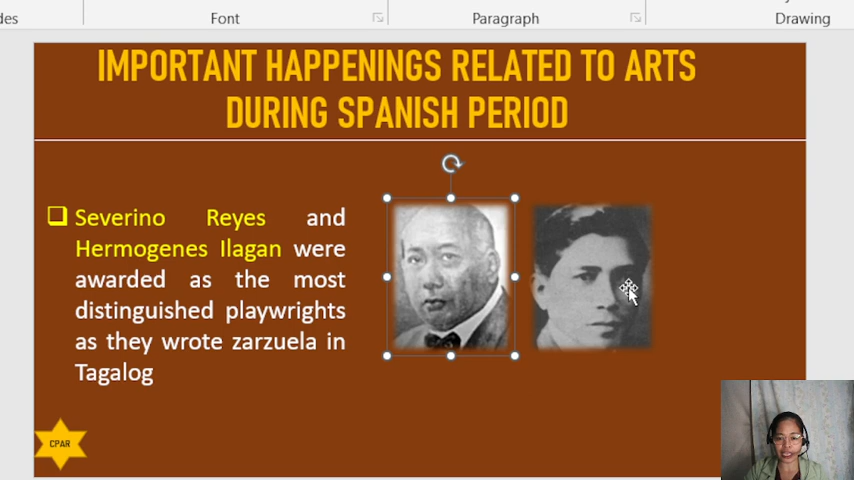 Font
Paragraph
Drawing
IMPORTANT HAPPENINGS RELATED TO ARTS
DURING SPANISH PERIOD
Severino Reyes and
Hermogenes Ilagan were
awarded as the most
distinguished playwrights
as they wrote zarzuela in
Tagalog
CPAR